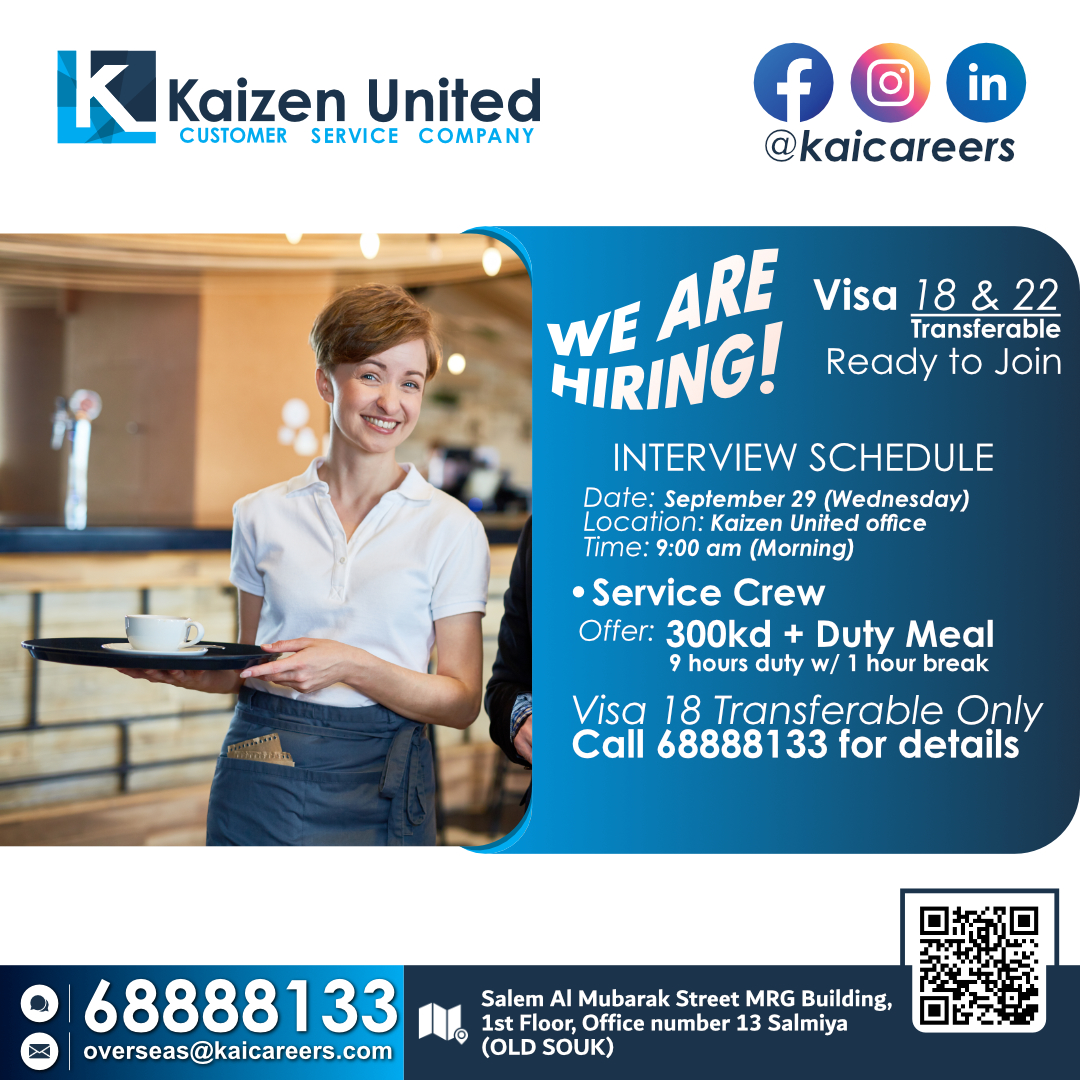 K Kaizen United
CUSTOMER SERVICE COMPANY
f in
@kaicareers
WE ARE
HIRING!
Visa 18 & 22
Transferable
Ready to Join
INTERVIEW SCHEDULE
Date: September 29 (Wednesday)
Location: Kaizen United office
Time: 9:00 am (Morning)
• Service Crew
Offer: 300kd + Duty Meal
9 hours duty w/ 1 hour break
Visa 18 Transferable Only
Call 68888133 for details
68888133
overseas@kaicareers.com
Salem Al Mubarak Street MRG Building,
1st Floor, Office number 13 Salmiya
(OLD SOUK)